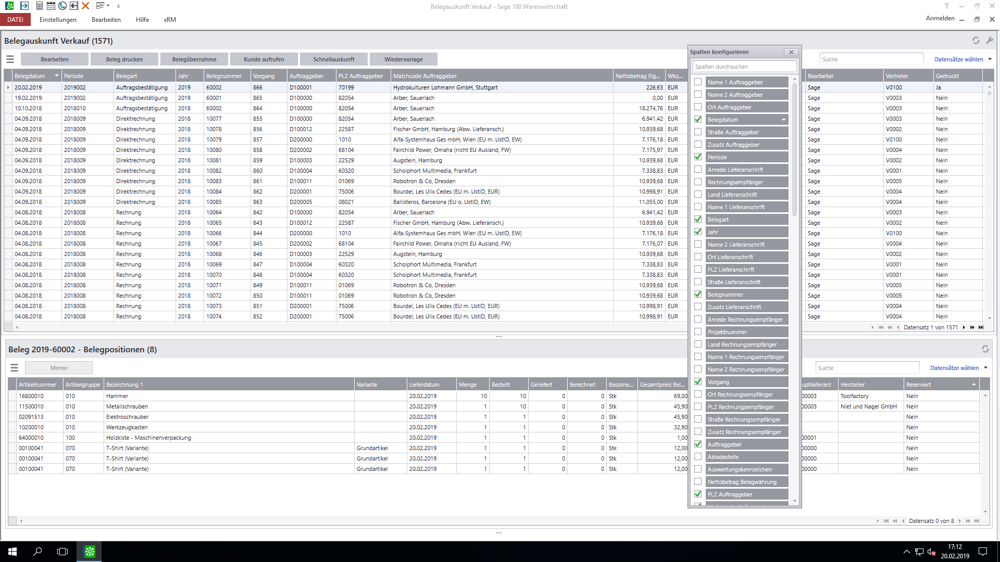 Belegauskunft Verkauf - Sage 100 Warenwirtschaft
DATEI Einstellungen Bearbeiten Hilfe xRM Anmelden
Belegauskunft Verkauf (1571)
Bearbeiten Beleg drucken Belegübernahme Kunde aufrufen Schnellauskunft Wiedervorlage Suche Datensätze wählen
Belegdatum Periode Belegart Jahr Belegnummer Vorgang Auftraggeber PLZ Auftraggeber Matchcode Auftraggeber Nettobetrag Eig... Wkz... Bearbeiter Vertreter Gedruckt
20.02.2019 2019002 Auftragsbestätigung 2019 60002 866 D100001 70199 Hydrokulturen Lohmann GmbH, Stuttgart 226,63 EUR Sage V0100 Ja
19.02.2019 2019002 Auftragsbestätigung 2019 60001 865 D100000 82054 Arber, Sauerlach 0,00 EUR Sage V0003 Nein
10.10.2018 2018010 Auftragsbestätigung 2018 60002 864 D100000 82054 Arber, Sauerlach 18.274,76 EUR Sage V0003 Nein
04.09.2018 2018009 Direktrechnung 2018 10077 855 D100000 82054 Arber, Sauerlach 6.941,42 EUR Sage V0003 Nein
04.09.2018 2018009 Direktrechnung 2018 10078 856 D100012 22587 Fischer GmbH, Hamburg (Abw. Lieferansch.) 10.939,68 EUR Sage V0002 Nein
04.09.2018 2018009 Direktrechnung 2018 10079 857 D200000 1010 Alfa-Systemhaus Ges mbH, Wien (EU m. UstID, EW) 7.176,18 EUR Sage V0100 Nein
04.09.2018 2018009 Direktrechnung 2018 10080 858 D200002 68104 Fairchild Power, Omaha (nicht EU Ausland, FW) 7.175,97 EUR Sage V0004 Nein
04.09.2018 2018009 Direktrechnung 2018 10081 859 D100003 22529 Augstein, Hamburg 10.939,68 EUR Sage V0002 Nein
04.09.2018 2018009 Direktrechnung 2018 10082 860 D100004 60320 Scholphort Multimedia, Frankfurt 7.338,83 EUR Sage V0001 Nein
04.09.2018 2018009 Direktrechnung 2018 10083 861 D100011 01069 Robotron & Co, Dresden 10.939,68 EUR Sage V0005 Nein
04.09.2018 2018009 Direktrechnung 2018 10084 862 D200001 75006 Bourdel, Les Ulix Cedes (EU m. UstID, EUR) 10.998,91 EUR Sage V0004 Nein
04.09.2018 2018009 Direktrechnung 2018 10085 863 D200005 08021 Ballisteros, Barcelona (EU o. UstID, EW) 11.055,00 EUR Sage V0004 Nein
04.08.2018 2018008 Rechnung 2018 10064 842 D100000 82054 Arber, Sauerlach 6.941,42 EUR Sage V0003 Nein
04.08.2018 2018008 Rechnung 2018 10065 843 D100012 22587 Fischer GmbH, Hamburg (Abw. Lieferansch.) 10.939,68 EUR Sage V0002 Nein
04.08.2018 2018008 Rechnung 2018 10066 844 D200000 1010 Alfa-Systemhaus Ges mbH, Wien (EU m. UstID, EW) 7.176,18 EUR Sage V0100 Nein
04.08.2018 2018008 Rechnung 2018 10067 845 D200002 68104 Fairchild Power, Omaha (nicht EU Ausland, FW) 7.176,07 EUR Sage V0004 Nein
04.08.2018 2018008 Rechnung 2018 10068 846 D100003 22529 Augstein, Hamburg 10.939,68 EUR Sage V0002 Nein
04.08.2018 2018008 Rechnung 2018 10069 847 D100004 60320 Scholphort Multimedia, Frankfurt 7.338,83 EUR Sage V0001 Nein
04.08.2018 2018008 Rechnung 2018 10070 848 D100004 60320 Scholphort Multimedia, Frankfurt 7.338,83 EUR Sage V0001 Nein
04.08.2018 2018008 Rechnung 2018 10071 849 D100011 01069 Robotron & Co, Dresden 10.939,68 EUR Sage V0005 Nein
04.08.2018 2018008 Rechnung 2018 10072 850 D100011 01069 Robotron & Co, Dresden 10.939,68 EUR Sage V0005 Nein
04.08.2018 2018008 Rechnung 2018 10073 851 D200001 75006 Bourdel, Les Ulix Cedes (EU m. UstID, EUR) 10.998,91 EUR Sage V0004 Nein
04.08.2018 2018008 Rechnung 2018 10074 852 D200001 75006 Bourdel, Les Ulix Cedes (EU m. UstID, EUR) 10.998,91 EUR Sage V0004 Nein
Datensatz 1 von 1571
Spalten konfigurieren
Spalten durchsuchen
Name 1 Auftraggeber
Name 2 Auftraggeber
Ort Auftraggeber
Belegdatum
Straße Auftraggeber
Zusatz Auftraggeber
Periode
Anrede Lieferanschrift
Rechnungsempfänger
Land Lieferanschrift
Name 1 Lieferanschrift
Belegart
Jahr
Name 2 Lieferanschrift
Ort Lieferanschrift
PLZ Lieferanschrift
Straße Lieferanschrift
Belegnummer
Zusatz Lieferanschrift
Anrede Rechnungsempfänger
Projektnummer
Land Rechnungsempfänger
Name 1 Rechnungsempfänger
Name 2 Rechnungsempfänger
Vorgang
Ort Rechnungsempfänger
PLZ Rechnungsempfänger
Straße Rechnungsempfänger
Zusatz Rechnungsempfänger
Auftraggeber
Abladestelle
Auswertungskennzeichen
Nettobetrag Belegwährung
PLZ Auftraggeber
Beleg 2019-60002 - Belegpositionen (8)
Memo Suche Datensätze wählen
Artikelnummer Artikelgruppe Bezeichnung 1 Variante Lieferdatum Menge Bestellt Geliefert Berechnet Basisme... Gesamtpreis Bel... uptlieferant Hersteller Reserviert
16800010 010 Hammer 20.02.2019 10 10 0 0 Stk 69,00 00003 Toolfactory Nein
11500010 010 Metallschrauben 20.02.2019 1 10 0 0 Stk 45,90 00003 Niet und Nagel GmbH Nein
02091513 010 Elektroschrauber 20.02.2019 1 1 0 0 Stk 45,90 Nein
10200010 010 Werkzeugkasten 20.02.2019 1 1 0 0 Stk 32,90 Nein
64000010 100 Holzkiste - Maschinenverpackung 20.02.2019 1 1 0 0 Stk 1,00 00001 Nein
00100041 070 T-Shirt (Variante) Grundartikel 20.02.2019 1 1 0 0 Stk 12,00 00000 Nein
00100041 070 T-Shirt (Variante) Grundartikel 20.02.2019 1 1 0 0 Stk 12,00 00000 Nein
00100041 070 T-Shirt (Variante) Grundartikel 20.02.2019 1 1 0 0 Stk 12,00 00000 Nein
Datensatz 0 von 8
17:12
20.02.2019